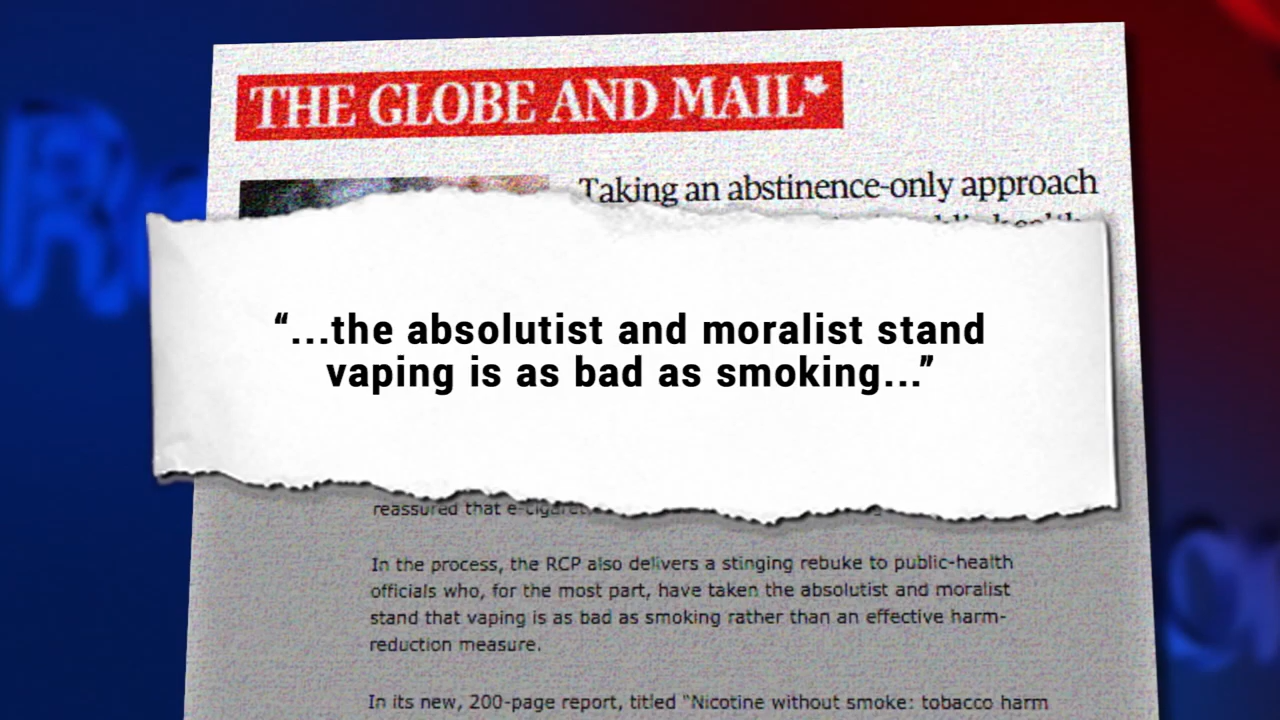 THE GLOBE AND MAIL
Taking an abstinence-only approach
“...the absolutist and moralist stand
vaping is as bad as smoking...”
reassured that
In the process, the RCP also delivers a stinging rebuke to public-health
officials who, for the most part, have taken the absolutist and moralist
stand that vaping is as bad as smoking rather than an effective harm-
reduction measure.
In its new, 200-page report, titled “Nicotine without smoke: tobacco harm